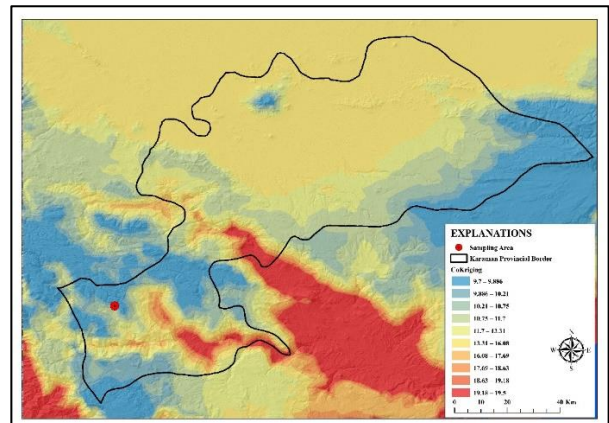 EXPLANATIONS
Sampling Area
Karaman Provincial Border
CoKriging
9.7 – 9.886
9.886 – 10.21
10.21 – 10.75
10.75 – 11.7
11.7 – 13.31
13.31 – 16.08
16.08 – 17.69
17.69 – 18.63
18.63 – 19.18
19.18 – 19.5
N
W E
S
0 10 20 40 Km